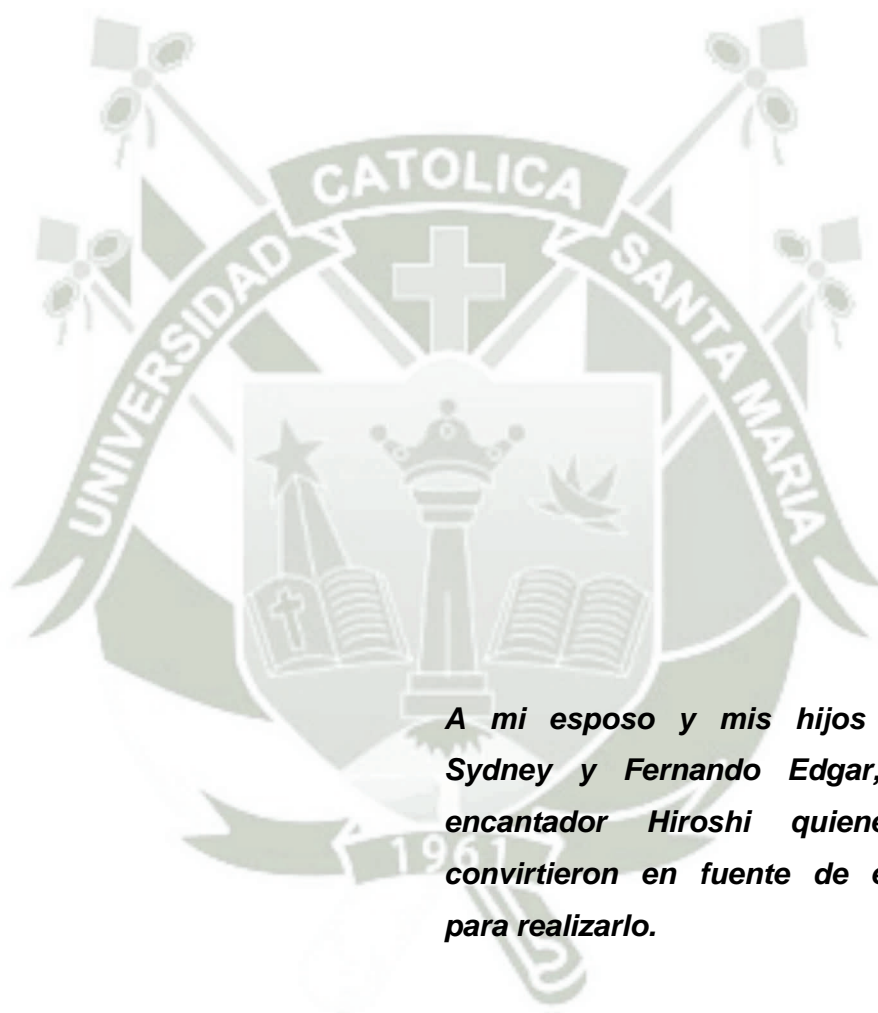 UNIVERSIDAD CATOLICA SANTA MARIA
A mi esposo y mis hijos
Sydney y Fernando Edgar,
encantador Hiroshi
convirtieron en fuente de
para realizarlo.
1961